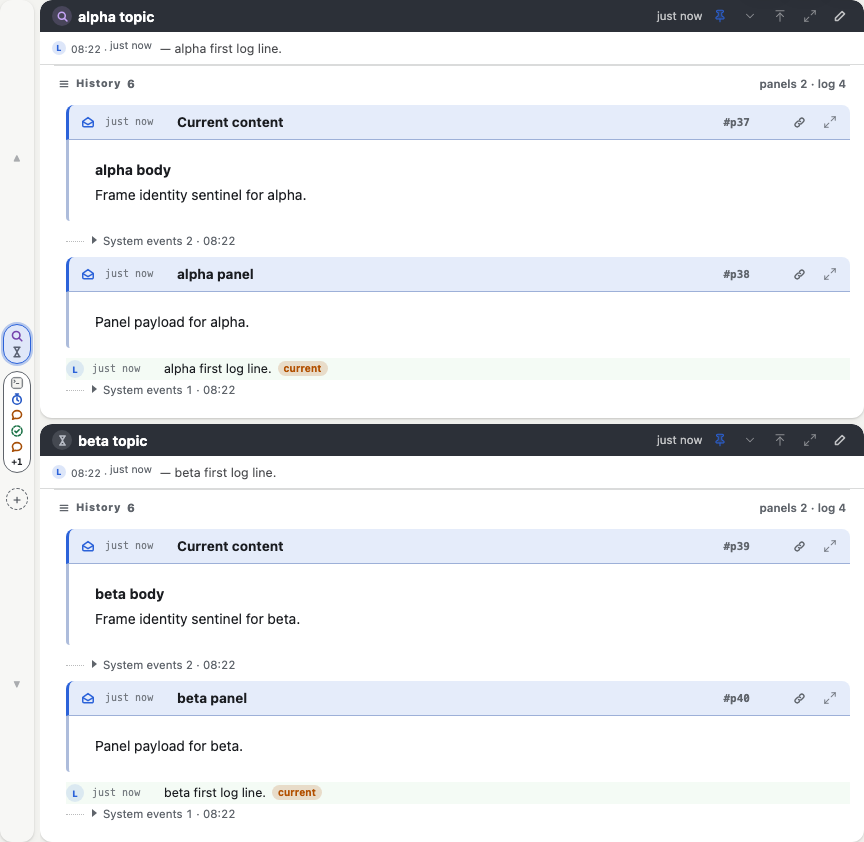 alpha topic just now
L 08:22 · just now — alpha first log line.
History 6 panels 2 · log 4
just now Current content #p37
alpha body
Frame identity sentinel for alpha.
System events 2 · 08:22
just now alpha panel #p38
Panel payload for alpha.
L just now alpha first log line. current
System events 1 · 08:22
+1
+
beta topic just now
L 08:22 · just now — beta first log line.
History 6 panels 2 · log 4
just now Current content #p39
beta body
Frame identity sentinel for beta.
System events 2 · 08:22
just now beta panel #p40
Panel payload for beta.
L just now beta first log line. current
System events 1 · 08:22